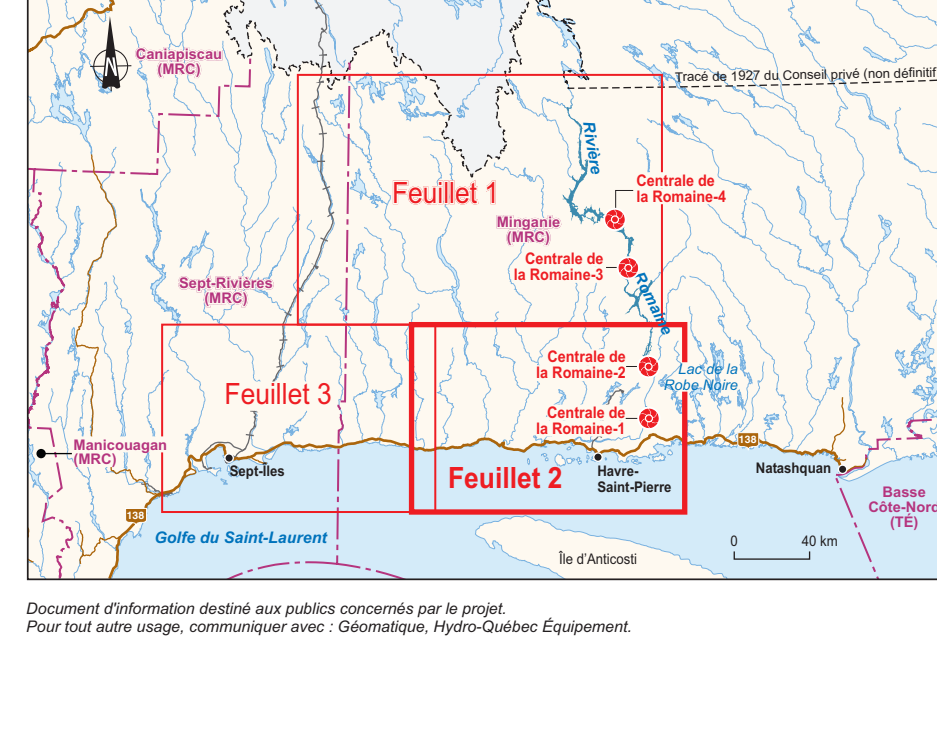 N
Caniapiscau
(MRC)
Tracé de 1927 du Conseil privé (non définitif
Rivière
Feuillet 1
Centrale de
la Romaine-4
Minganie
(MRC)
Centrale de
la Romaine-3
Romaine
Sept-Rivières
(MRC)
Centrale de
la Romaine-2
Lac de la
Robe Noire
Feuillet 3
Centrale de
la Romaine-1
Manicouagan
(MRC)
138
Sept-Îles
Feuillet 2
Havre-
Saint-Pierre
Natashquan
Basse
Côte-Nord
(TÉ)
138
Golfe du Saint-Laurent
Île d'Anticosti
0 40 km
Document d'information destiné aux publics concernés par le projet.
Pour tout autre usage, communiquer avec : Géomatique, Hydro-Québec Équipement.